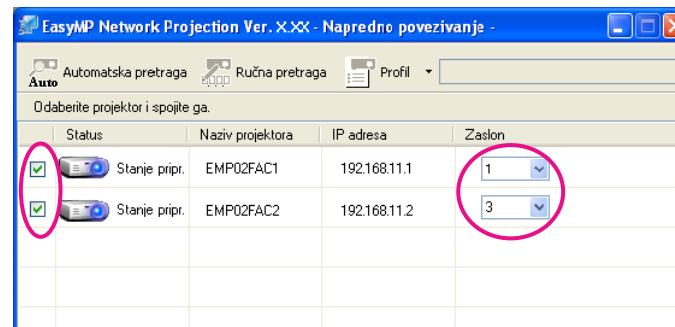 EasyMP Network Projection Ver. X.XX - Napredno povezivanje -
Auto Automatska pretraga Ručna pretraga Profil
Odaberite projektor i spojite ga.
Status Naziv projektora IP adresa Zaslon
Stanje pripr. EMP02FAC1 192.168.11.1 1
Stanje pripr. EMP02FAC2 192.168.11.2 3